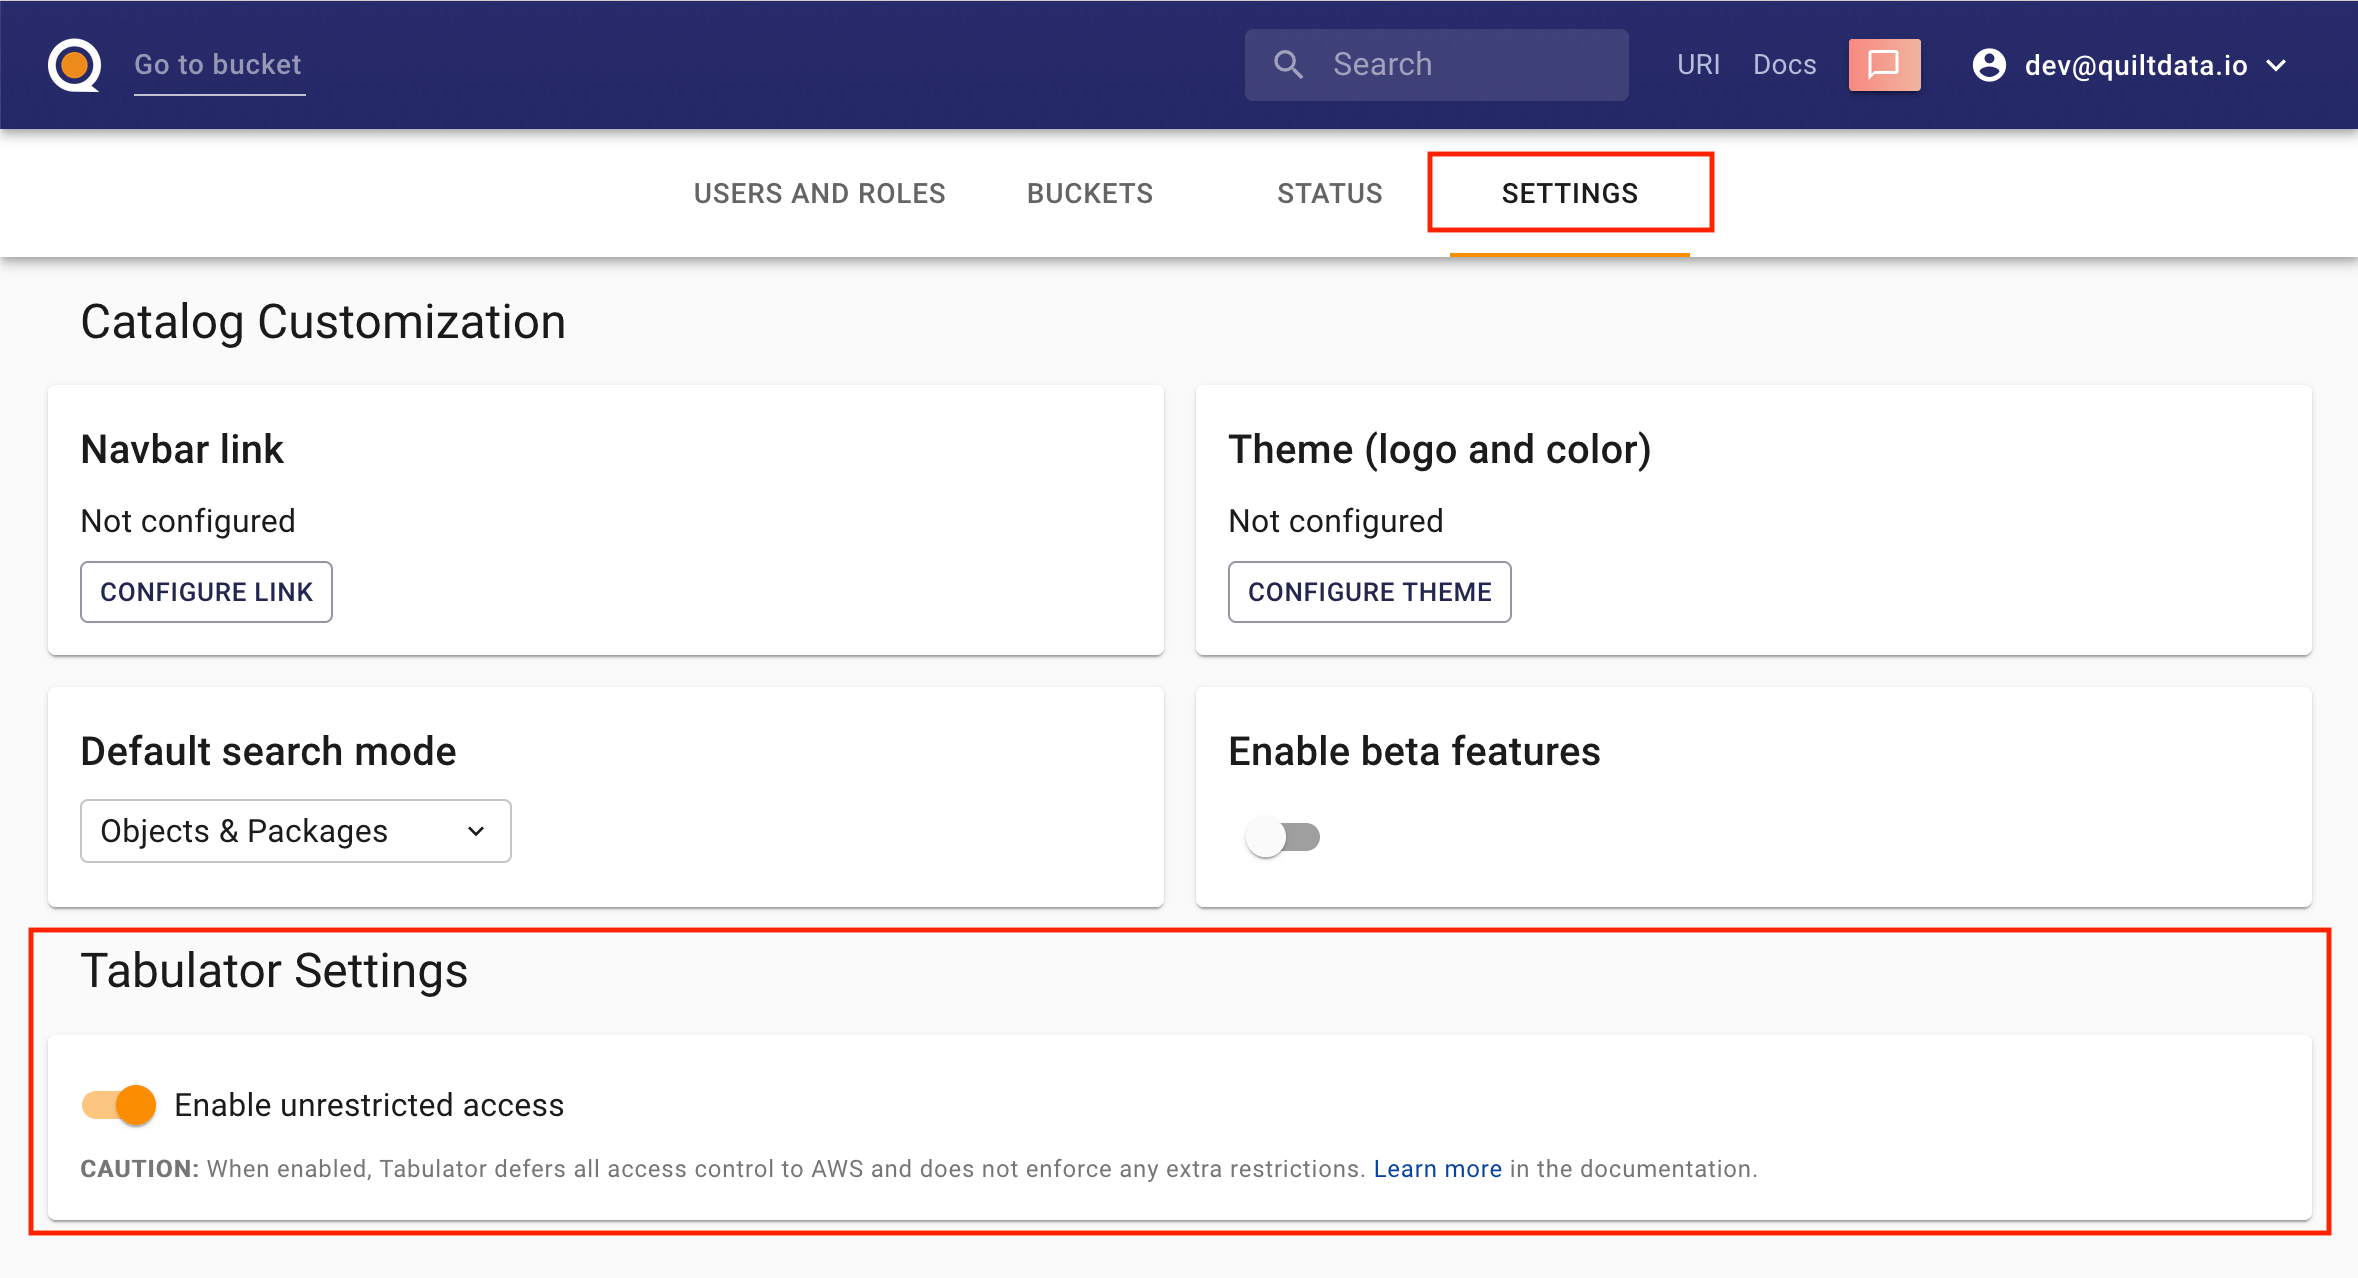 Go to bucket
Search
URI
Docs
dev@quiltdata.io
USERS AND ROLES
BUCKETS
STATUS
SETTINGS
Catalog Customization
Navbar link
Not configured
CONFIGURE LINK
Theme (logo and color)
Not configured
CONFIGURE THEME
Default search mode
Objects & Packages
Enable beta features
Tabulator Settings
Enable unrestricted access
CAUTION: When enabled, Tabulator defers all access control to AWS and does not enforce any extra restrictions. Learn more in the documentation.